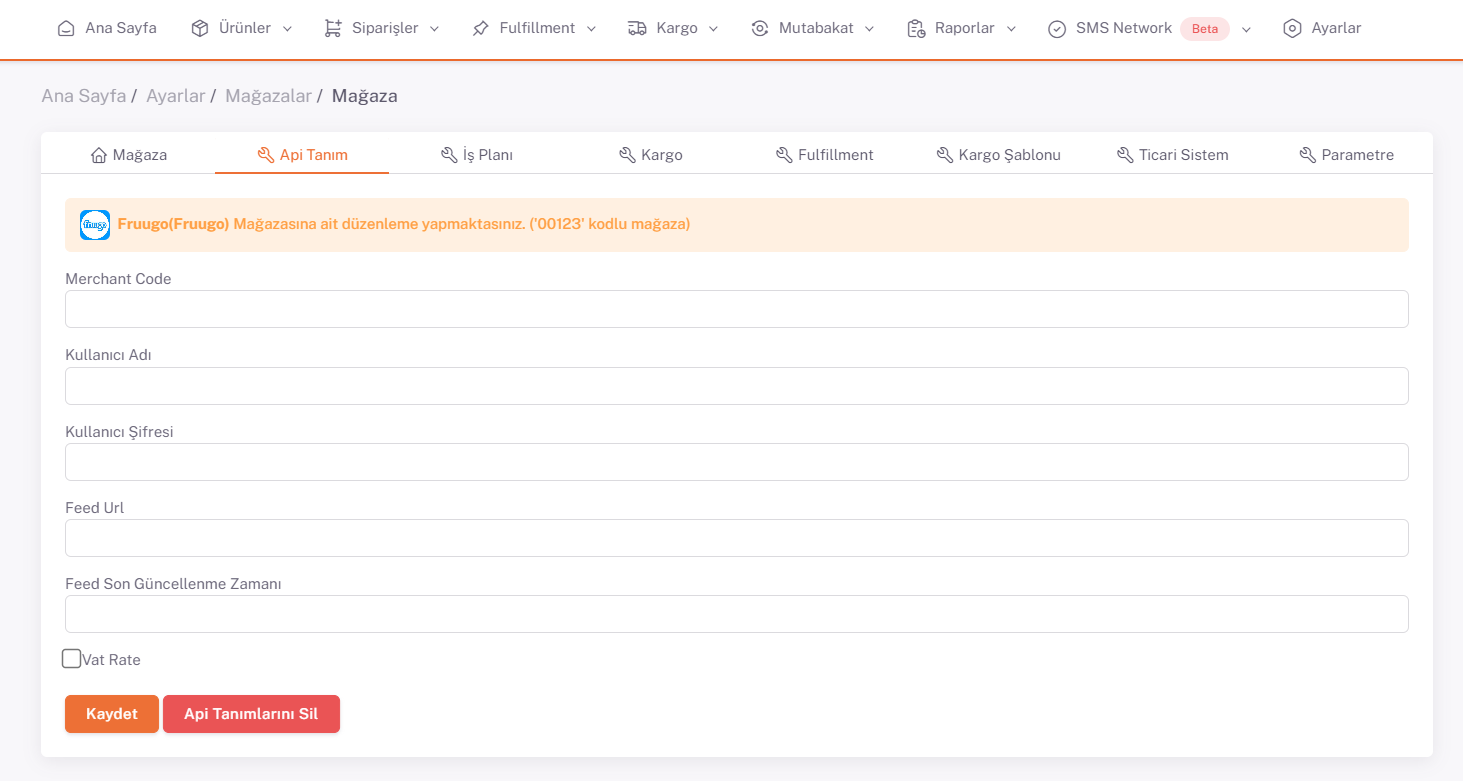 Ana Sayfa Ürünler Siparişler Fulfillment Kargo Mutabakat Raporlar SMS Network Beta Ayarlar
Ana Sayfa / Ayarlar / Mağazalar / Mağaza
Mağaza Api Tanım İş Planı Kargo Fulfillment Kargo Şablonu Ticari Sistem Parametre
fruugo Fruugo(Fruugo) Mağazasına ait düzenleme yapmaktasınız. ('00123' kodlu mağaza)
Merchant Code
Kullanıcı Adı
Kullanıcı Şifresi
Feed Url
Feed Son Güncellenme Zamanı
Vat Rate
Kaydet Api Tanımlarını Sil